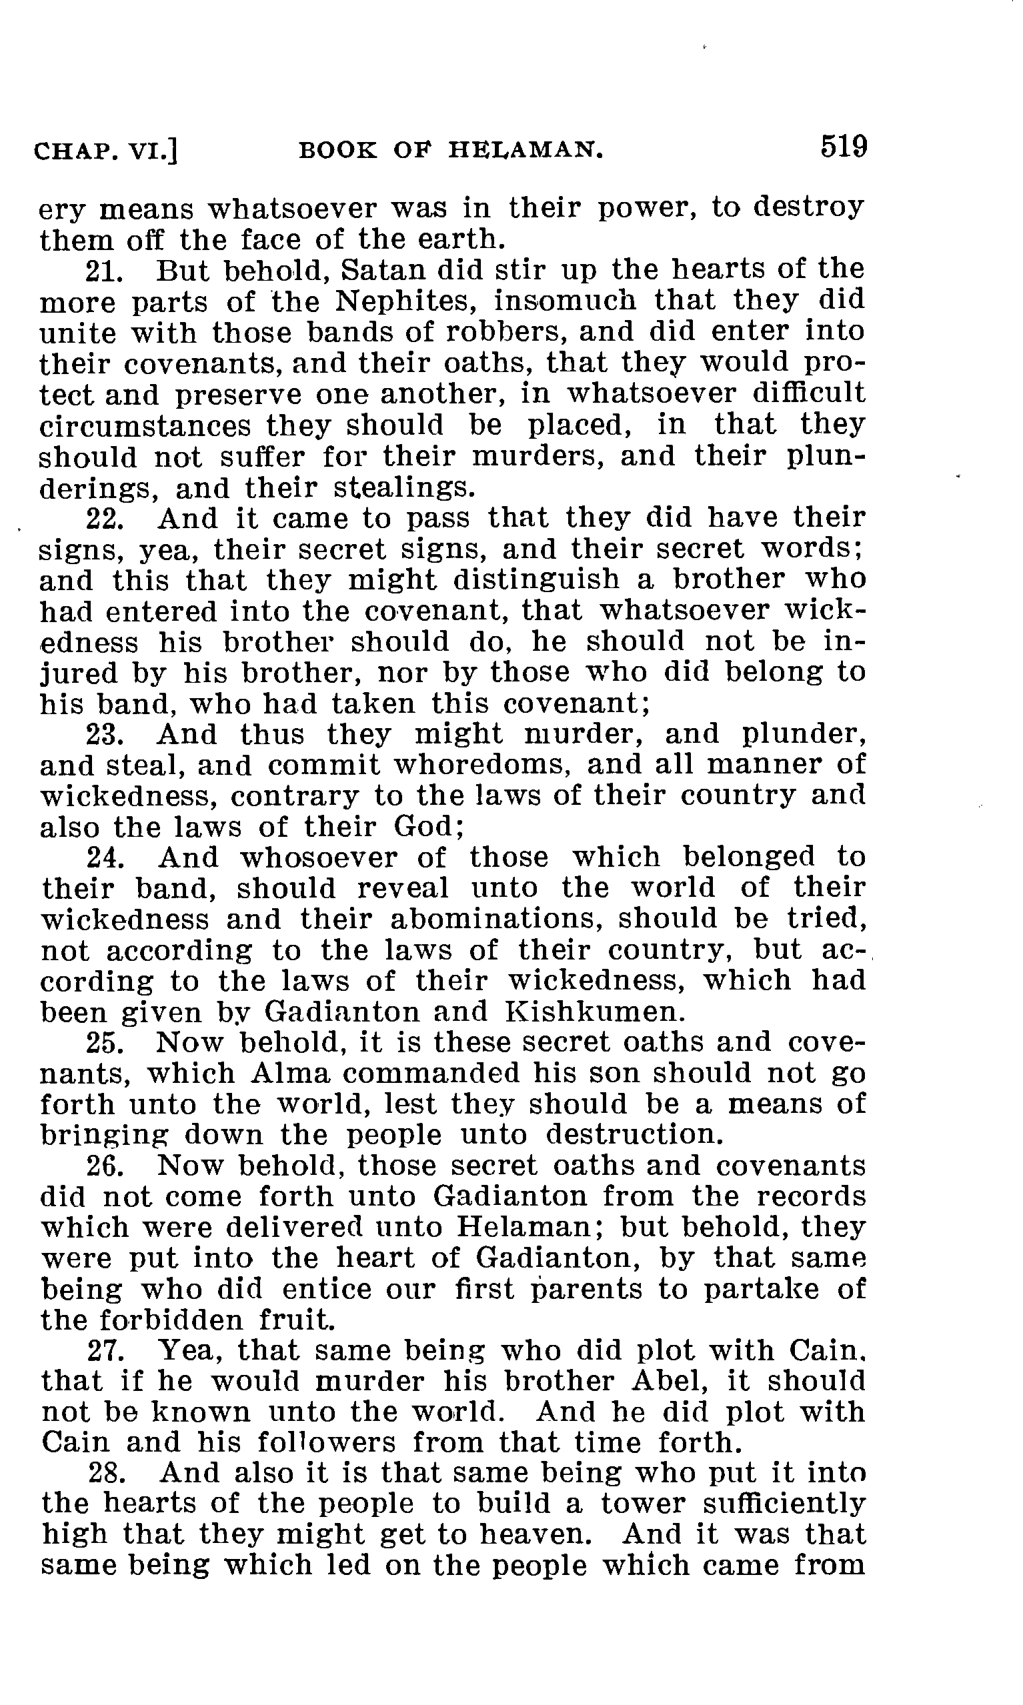 CHAP. VI.] BOOK OF HELAMAN. 519
ery means whatsoever was in their power, to destroy
them off the face of the earth.
21. But behold, Satan did stir up the hearts of the
more parts of the Nephites, insomuch that they did
unite with those bands of robbers, and did enter into
their covenants, and their oaths, that they would pro-
tect and preserve one another, in whatsoever difficult
circumstances they should be placed, in that they
should not suffer for their murders, and their plun-
derings, and their stealings.
22. And it came to pass that they did have their
signs, yea, their secret signs, and their secret words;
and this that they might distinguish a brother who
had entered into the covenant, that whatsoever wick-
edness his brother should do, he should not be in-
jured by his brother, nor by those who did belong to
his band, who had taken this covenant;
23. And thus they might murder, and plunder,
and steal, and commit whoredoms, and all manner of
wickedness, contrary to the laws of their country and
also the laws of their God;
24. And whosoever of those which belonged to
their band, should reveal unto the world of their
wickedness and their abominations, should be tried,
not according to the laws of their country, but ac-
cording to the laws of their wickedness, which had
been given by Gadianton and Kishkumen.
25. Now behold, it is these secret oaths and cove-
nants, which Alma commanded his son should not go
forth unto the world, lest they should be a means of
bringing down the people unto destruction.
26. Now behold, those secret oaths and covenants
did not come forth unto Gadianton from the records
which were delivered unto Helaman; but behold, they
were put into the heart of Gadianton, by that same
being who did entice our first parents to partake of
the forbidden fruit.
27. Yea, that same being who did plot with Cain,
that if he would murder his brother Abel, it should
not be known unto the world. And he did plot with
Cain and his followers from that time forth.
28. And also it is that same being who put it into
the hearts of the people to build a tower sufficiently
high that they might get to heaven. And it was that
same being which led on the people which came from